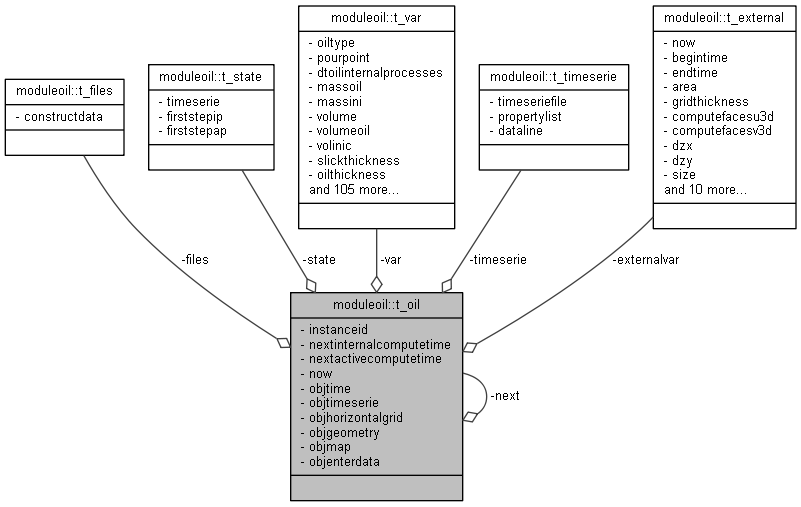 moduleoil::t_files
- constructdata
moduleoil::t_state
- timeserie
- firststepip
- firststepap
moduleoil::t_var
- oiltype
- pourpoint
- dtoilinternalprocesses
- massoil
- massini
- volume
- volumeoil
- volinic
- slickthickness
- oilthickness
and 105 more...
moduleoil::t_timeserie
- timeseriefile
- propertylist
- dataline
moduleoil::t_external
- now
- begintime
- endtime
- area
- gridthickness
- computefacesu3d
- computefacesv3d
- dzx
- dzy
- size
and 10 more...
-files
-state
-var
-timeserie
-externalvar
moduleoil::t_oil
- instanceid
- nextinternalcomputetime
- nextactivecomputetime
- now
- objtime
- objtimeserie
- objhorizontalgrid
- objgeometry
- objmap
- objenterdata
-next